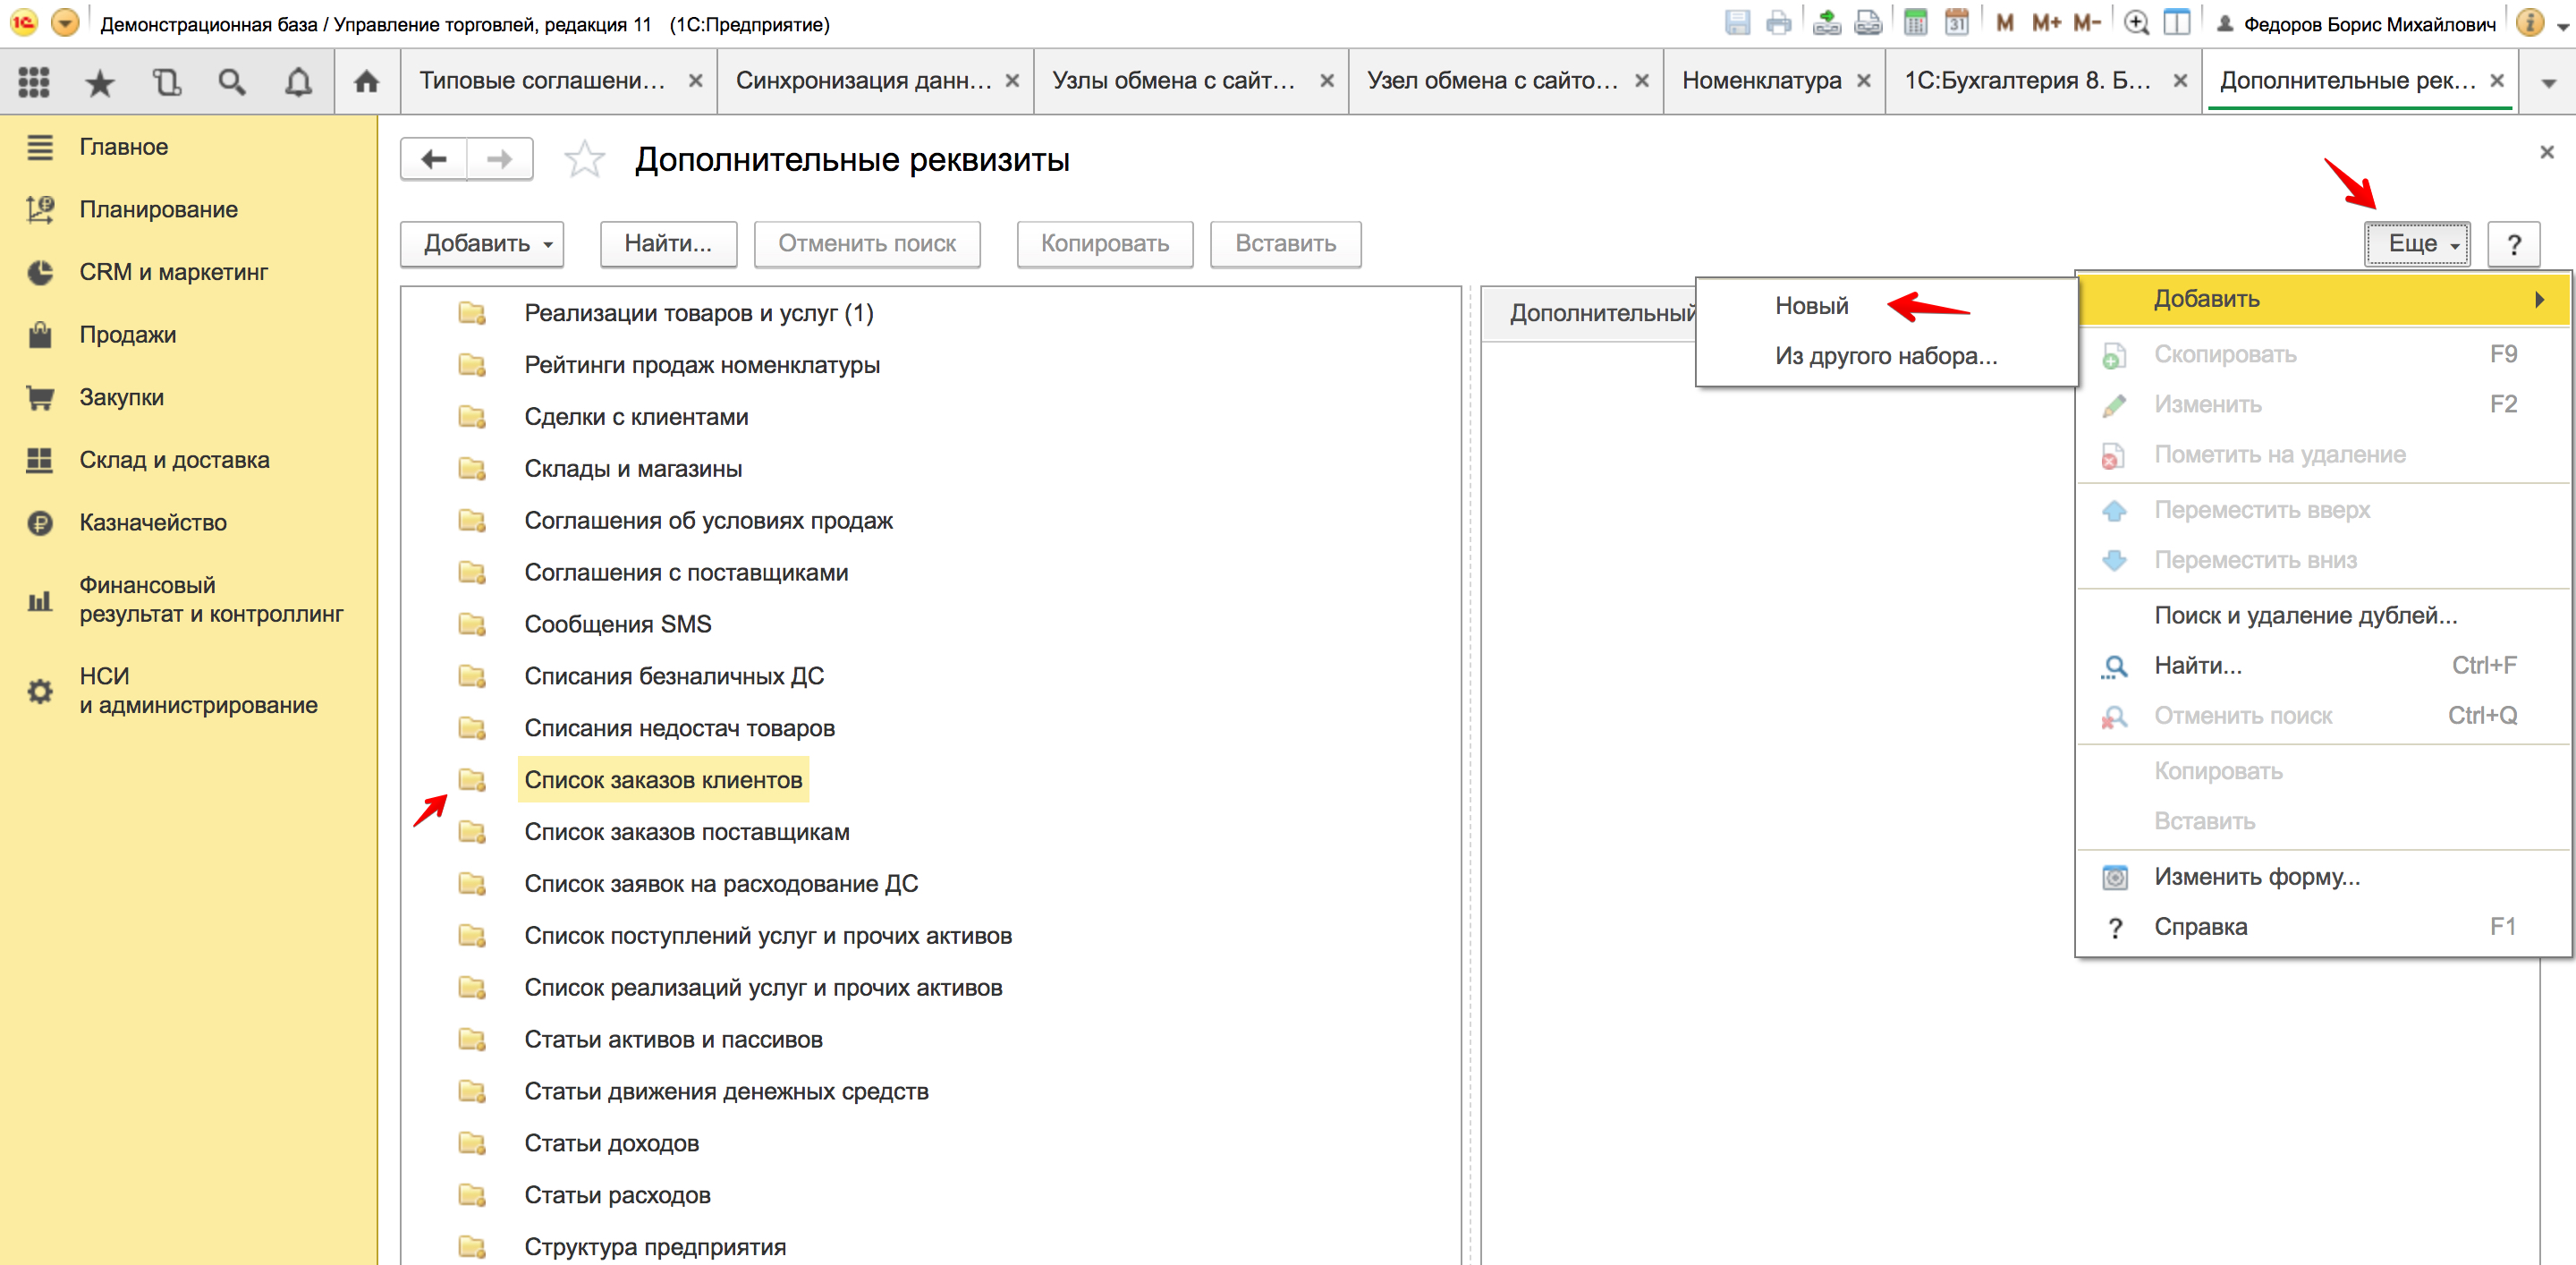 Демонстрационная база / Управление торговлей, редакция 11 (1С:Предприятие)
M M+ M-
Федоров Борис Михайлович
Типовые соглашени...
Синхронизация данн...
Узлы обмена с сайт...
Узел обмена с сайто...
Номенклатура
1С:Бухгалтерия 8. Б...
Дополнительные рек...
Главное
Планирование
CRM и маркетинг
Продажи
Закупки
Склад и доставка
Казначейство
Финансовый
результат и контроллинг
НСИ
и администрирование
Дополнительные реквизиты
Добавить
Найти...
Отменить поиск
Копировать
Вставить
Еще
?
Реализации товаров и услуг (1)
Рейтинги продаж номенклатуры
Сделки с клиентами
Склады и магазины
Соглашения об условиях продаж
Соглашения с поставщиками
Сообщения SMS
Списания безналичных ДС
Списания недостач товаров
Список заказов клиентов
Список заказов поставщикам
Список заявок на расходование ДС
Список поступлений услуг и прочих активов
Список реализаций услуг и прочих активов
Статьи активов и пассивов
Статьи движения денежных средств
Статьи доходов
Статьи расходов
Структура предприятия
Дополнительный
Новый
Из другого набора...
Добавить
Скопировать F9
Изменить F2
Пометить на удаление
Переместить вверх
Переместить вниз
Поиск и удаление дублей...
Найти... Ctrl+F
Отменить поиск Ctrl+Q
Копировать
Вставить
Изменить форму...
? Справка F1